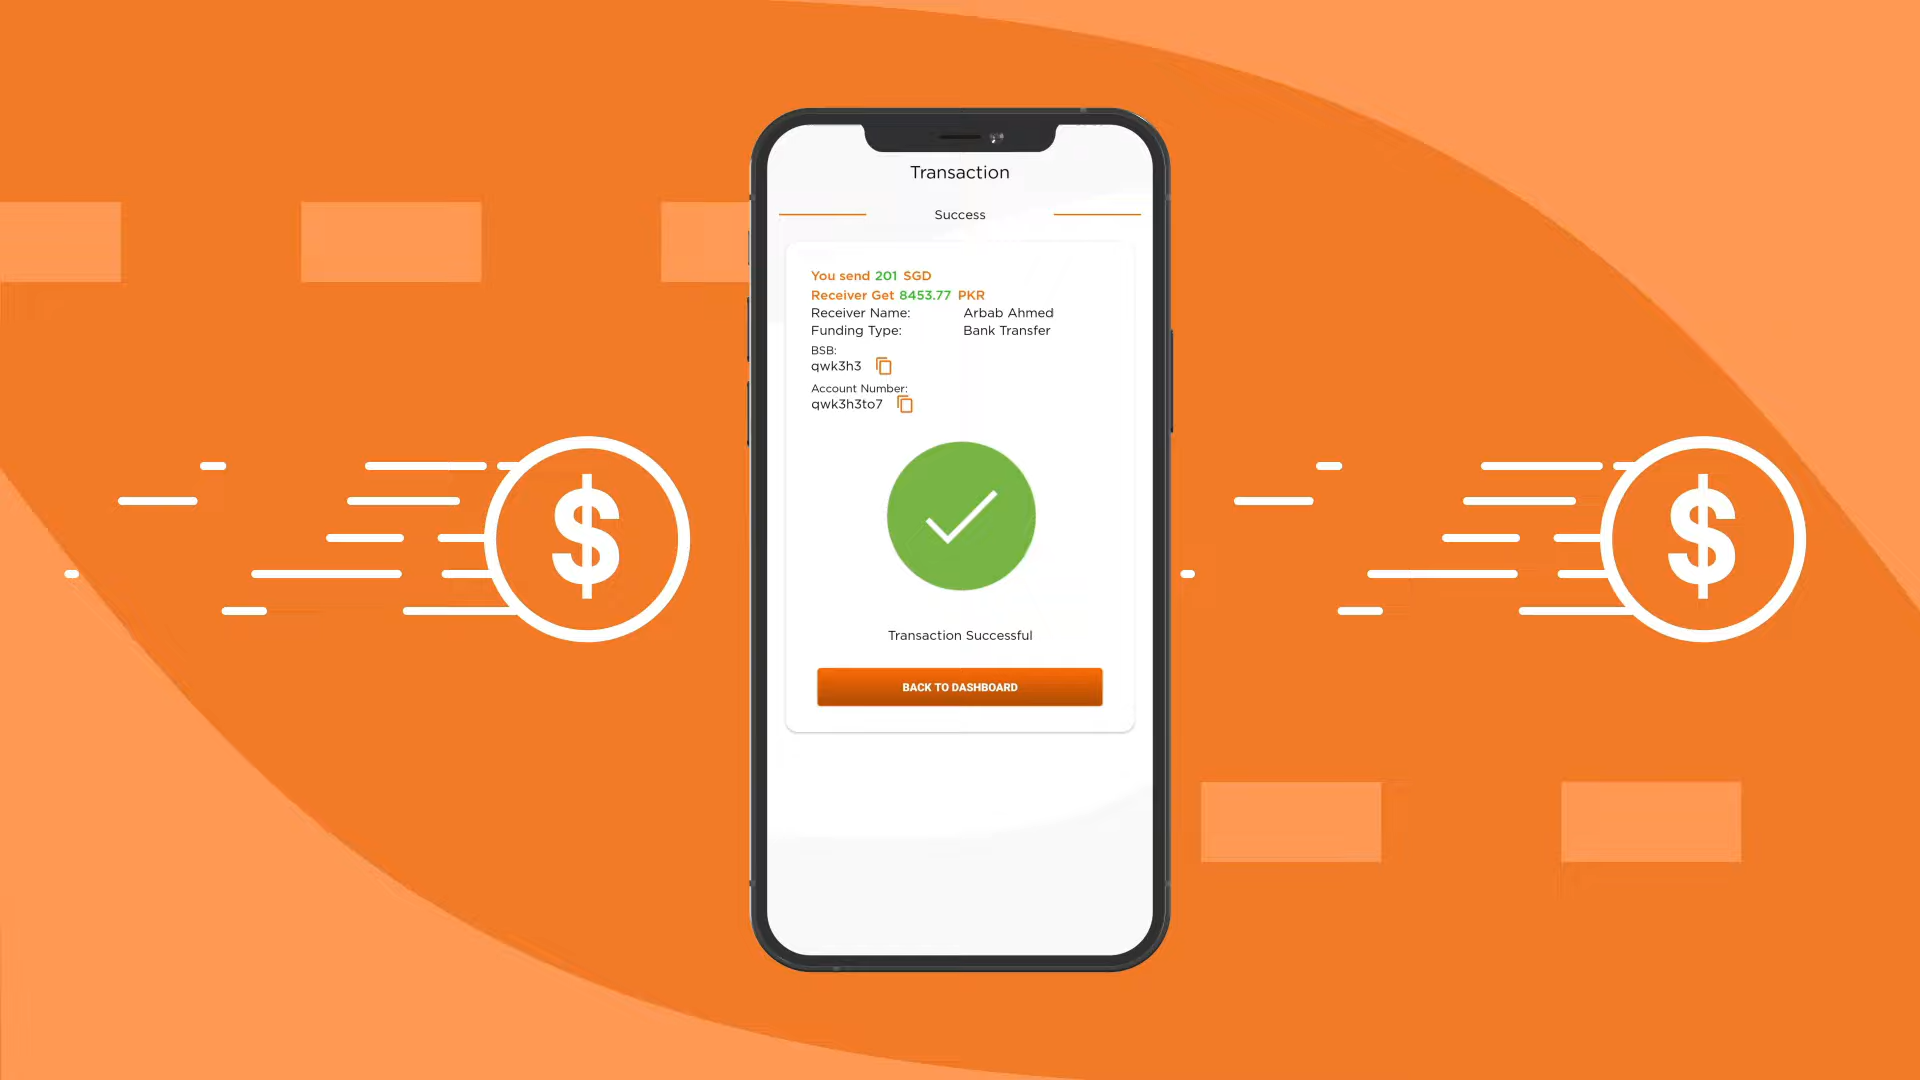 Transaction
Success
You send 201 SGD
Receiver Get 8453.77 PKR
Receiver Name: Arbab Ahmed
Funding Type: Bank Transfer
BSB:
qwk3h3
Account Number:
qwk3h3to7
Transaction Successful
BACK TO DASHBOARD
$
$